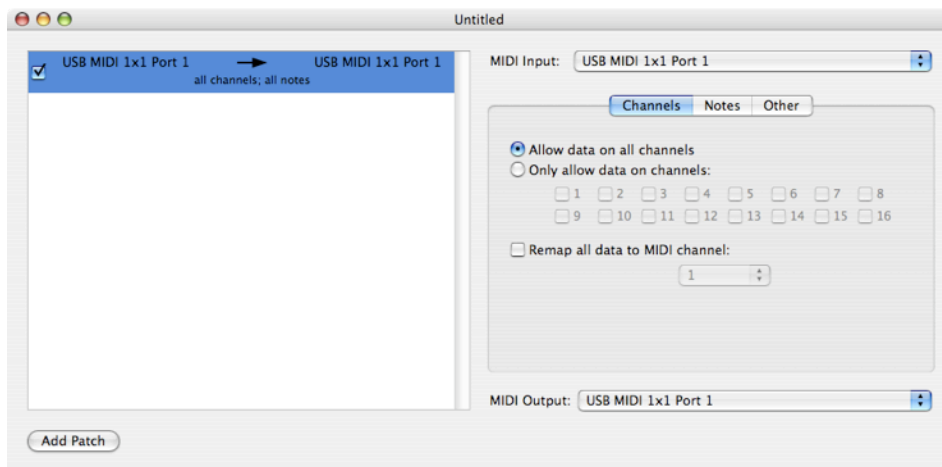 Untitled
USB MIDI 1x1 Port 1 USB MIDI 1x1 Port 1
all channels; all notes
MIDI Input: USB MIDI 1x1 Port 1
Channels Notes Other
Allow data on all channels
Only allow data on channels:
1 2 3 4 5 6 7 8
9 10 11 12 13 14 15 16
Remap all data to MIDI channel:
1
MIDI Output: USB MIDI 1x1 Port 1
Add Patch